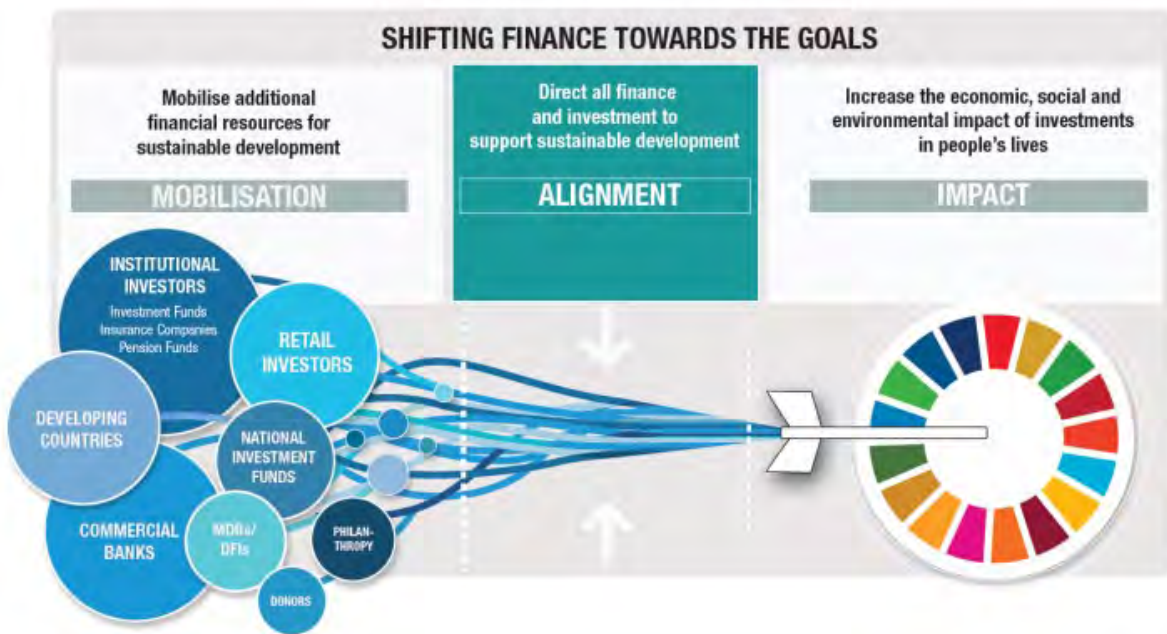 SHIFTING FINANCE TOWARDS THE GOALS
Mobilise additional
financial resources for
sustainable development
MOBILISATION
Direct all finance
and investment to
support sustainable development
ALIGNMENT
Increase the economic, social and
environmental impact of investments
in people's lives
IMPACT
INSTITUTIONAL
INVESTORS
Investment Funds
Insurance Companies
Pension Funds
RETAIL
INVESTORS
DEVELOPING
COUNTRIES
NATIONAL
INVESTMENT
FUNDS
COMMERCIAL
BANKS
MDBs/
DFIs
PHILAN-
THROPY
DONORS